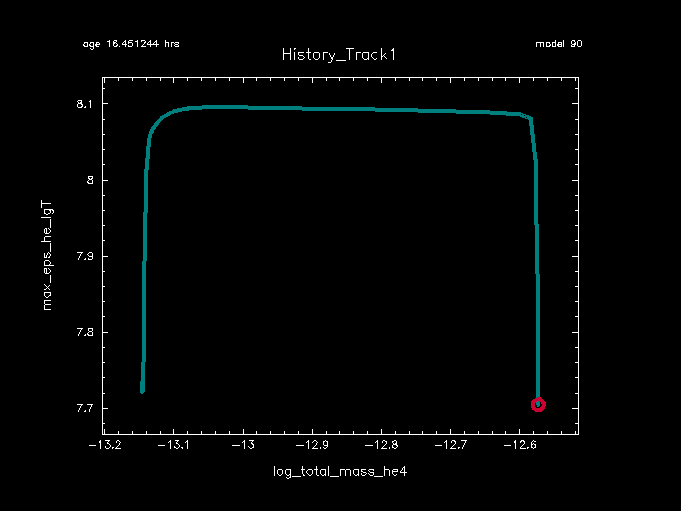 age 16.451244 hrs
model 90
History_Track1
8.1
8
7.9
7.8
7.7
max_eps_he_lgT
−13.2 −13.1 −13 −12.9 −12.8 −12.7 −12.6
log_total_mass_he4